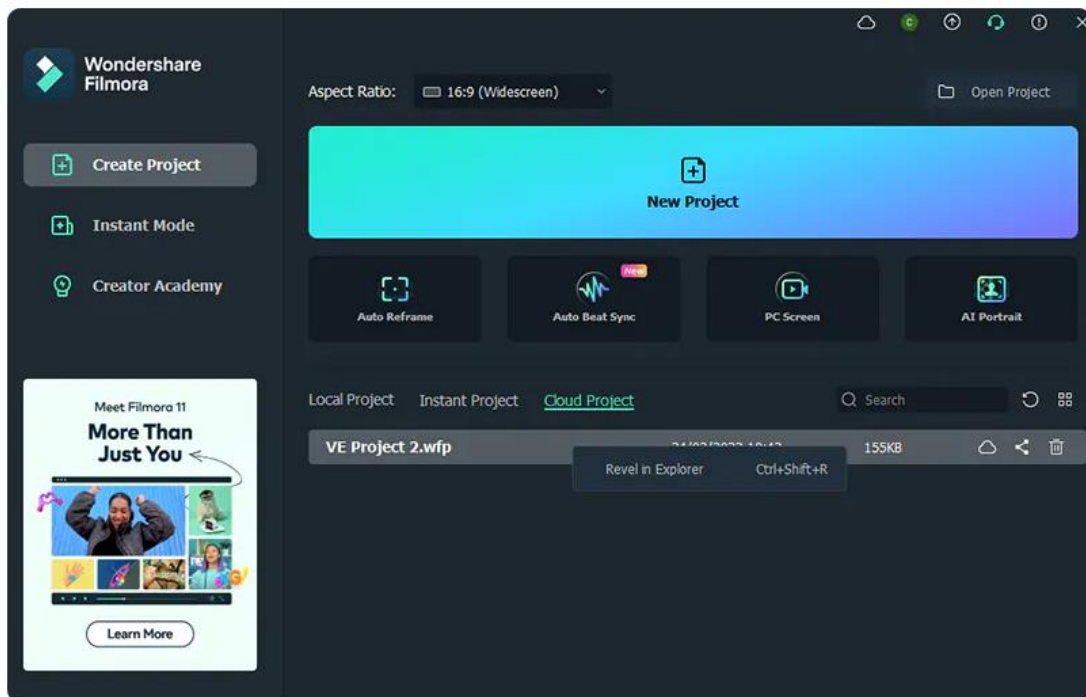 C
Wondershare
Filmora
Aspect Ratio: 16:9 (Widescreen) Open Project
Create Project
New Project
Instant Mode
Creator Academy
New
Auto Reframe Auto Beat Sync PC Screen AI Portrait
Local Project Instant Project Cloud Project Search
Meet Filmora 11
More Than
Just You
VE Project 2.wfp 155KB
Revel in Explorer Ctrl+Shift+R
Learn More